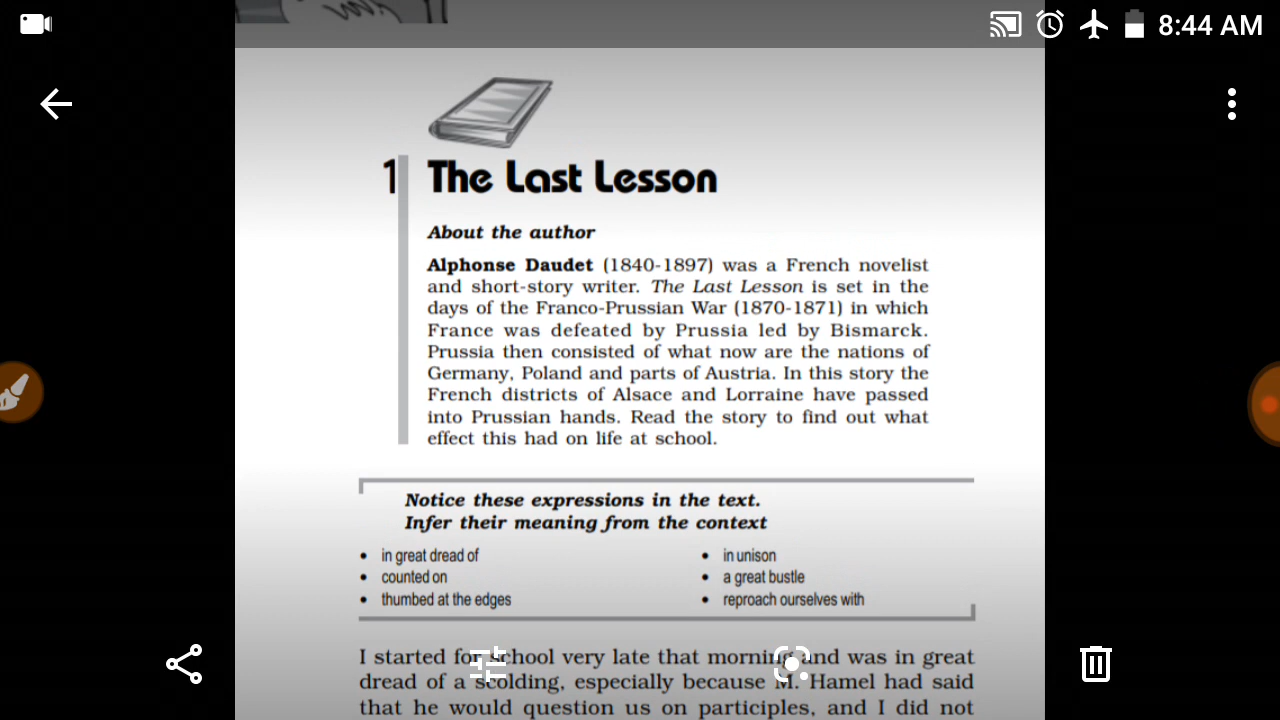 8:44 AM
1 The Last Lesson
About the author
Alphonse Daudet (1840-1897) was a French novelist
and short-story writer. The Last Lesson is set in the
days of the Franco-Prussian War (1870-1871) in which
France was defeated by Prussia led by Bismarck.
Prussia then consisted of what now are the nations of
Germany, Poland and parts of Austria. In this story the
French districts of Alsace and Lorraine have passed
into Prussian hands. Read the story to find out what
effect this had on life at school.
Notice these expressions in the text.
Infer their meaning from the context
• in great dread of
• counted on
• thumbed at the edges
• in unison
• a great bustle
• reproach ourselves with
I started for school very late that morning and was in great
dread of a scolding, especially because M. Hamel had said
that he would question us on participles, and I did not